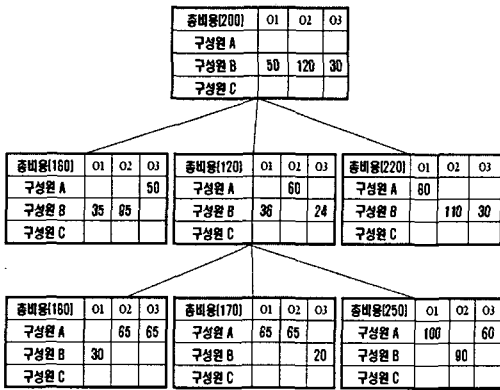 총비용(200) O1 O2 O3
구성원 A
구성원 B 50 120 30
구성원 C
총비용(180) O1 O2 O3
구성원 A 50
구성원 B 35 95
구성원 C
총비용(120) O1 O2 O3
구성원 A 60
구성원 B 36 24
구성원 C
총비용(220) O1 O2 O3
구성원 A 80
구성원 B 110 30
구성원 C
총비용(160) O1 O2 O3
구성원 A 65 65
구성원 B 30
구성원 C
총비용(170) O1 O2 O3
구성원 A 65 65
구성원 B 20
구성원 C
총비용(250) O1 O2 O3
구성원 A 100 60
구성원 B 90
구성원 C